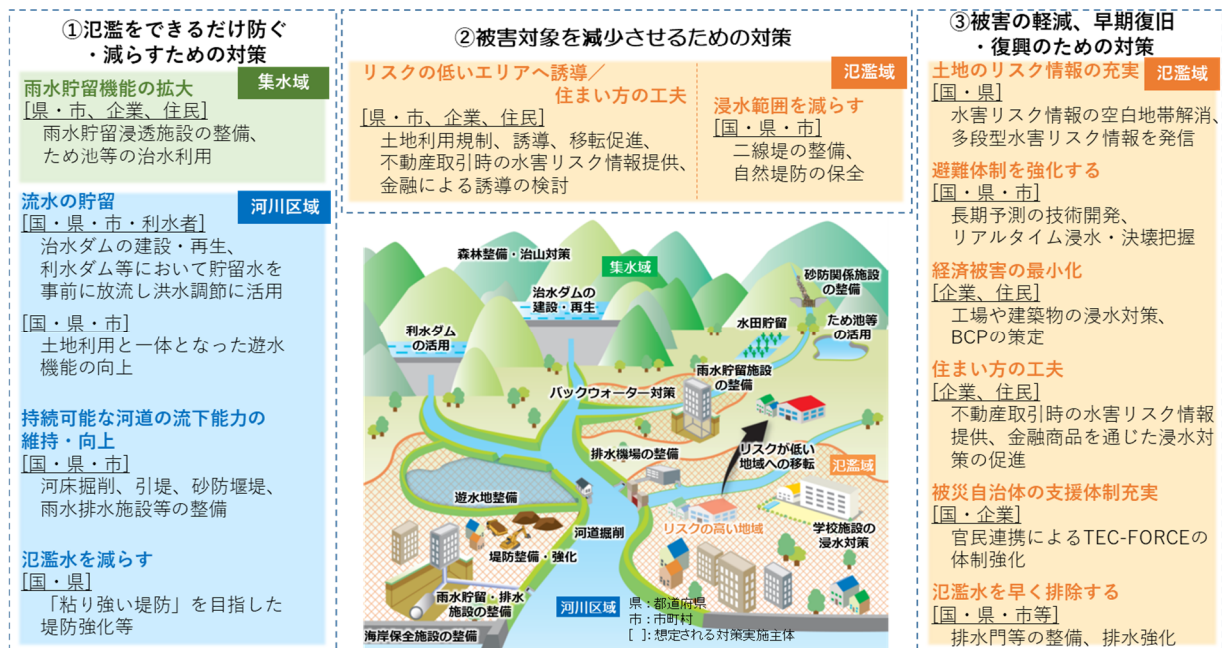 ①氾濫をできるだけ防ぐ
・減らすための対策
集水域
雨水貯留機能の拡大
[県・市、企業、住民]
雨水貯留浸透施設の整備、
ため池等の治水利用
河川区域
流水の貯留
[国・県・市・利水者]
治水ダムの建設・再生、
利水ダム等において貯留水を
事前に放流し洪水調節に活用
[国・県・市]
土地利用と一体となった遊水
機能の向上
持続可能な河道の流下能力の
維持・向上
[国・県・市]
河床掘削、引堤、砂防堰堤、
雨水排水施設等の整備
氾濫水を減らす
[国・県]
「粘り強い堤防」を目指した
堤防強化等
②被害対象を減少させるための対策
氾濫域
リスクの低いエリアへ誘導／
住まい方の工夫
[県・市、企業、住民]
土地利用規制、誘導、移転促進、
不動産取引時の水害リスク情報提供、
金融による誘導の検討
浸水範囲を減らす
[国・県・市]
二線堤の整備、
自然堤防の保全
森林整備・治山対策
集水域
砂防関係施設
の整備
治水ダムの
建設・再生
利水ダム
の活用
水田貯留
ため池等
の活用
雨水貯留施設
の整備
バックウォーター対策
排水機場の整備
リスクが低い
地域への移転
氾濫域
遊水地整備
河道掘削
リスクの高い地域
学校施設の
浸水対策
堤防整備・強化
雨水貯留・排水
施設の整備
河川区域
海岸保全施設の整備
県：都道府県
市：市町村
[ ]：想定される対策実施主体
③被害の軽減、早期復旧
・復興のための対策
氾濫域
土地のリスク情報の充実
[国・県]
水害リスク情報の空白地帯解消、
多段型水害リスク情報を発信
避難体制を強化する
[国・県・市]
長期予測の技術開発、
リアルタイム浸水・決壊把握
経済被害の最小化
[企業、住民]
工場や建築物の浸水対策、
BCPの策定
住まい方の工夫
[企業、住民]
不動産取引時の水害リスク情報
提供、金融商品を通じた浸水対
策の促進
被災自治体の支援体制充実
[国・企業]
官民連携によるTEC-FORCEの
体制強化
氾濫水を早く排除する
[国・県・市等]
排水門等の整備、排水強化